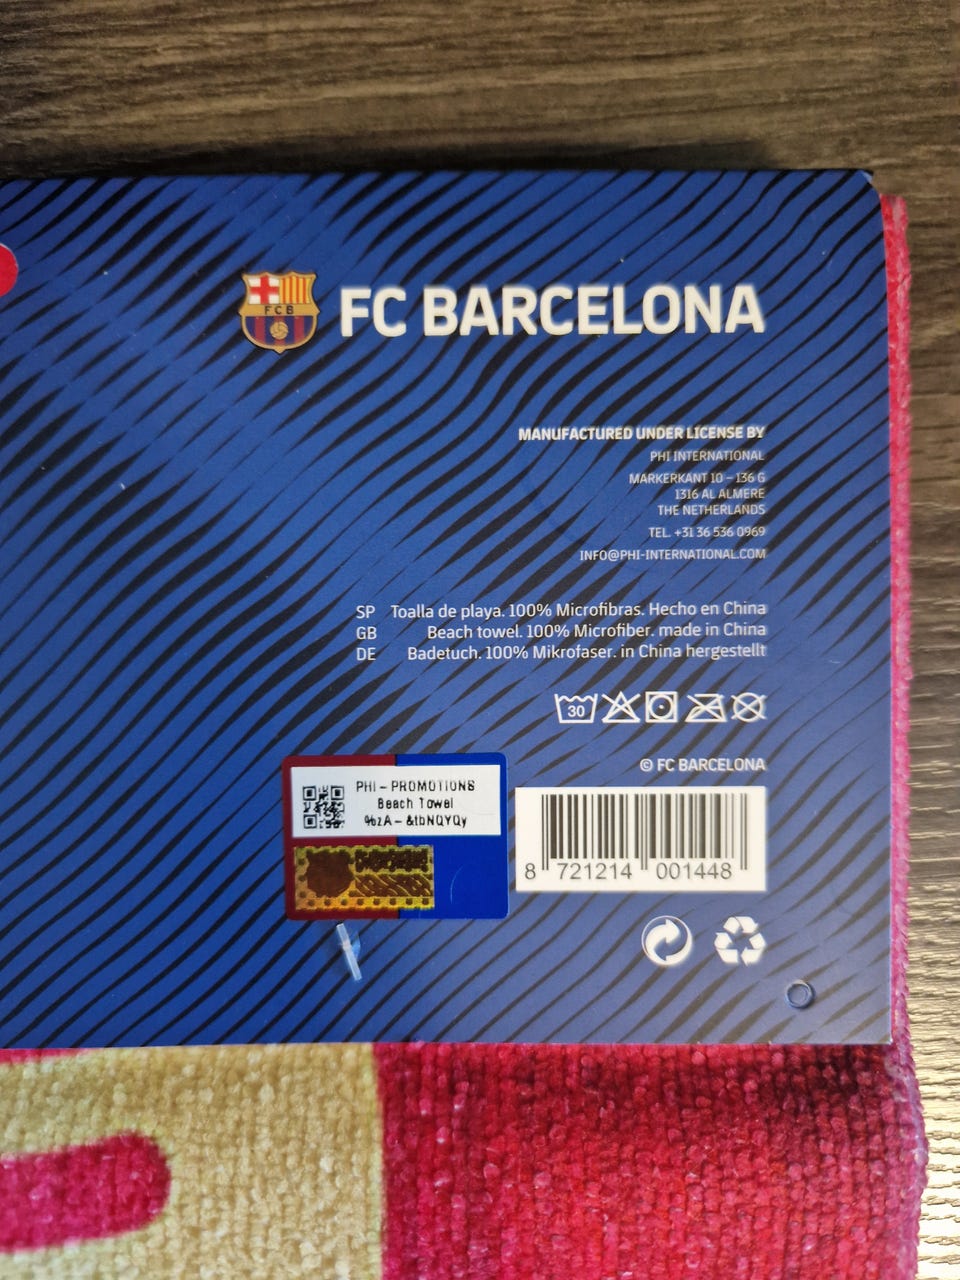 FCB
FC BARCELONA
MANUFACTURED UNDER LICENSE BY
PHI INTERNATIONAL
MARKERKANT 10 - 136 G
1316 AL ALMERE
THE NETHERLANDS
TEL. +31 36 536 0969
INFO@PHI-INTERNATIONAL.COM
SP Toalla de playa. 100% Microfibras. Hecho en China
GB Beach towel. 100% Microfiber. made in China
DE Badetuch. 100% Mikrofaser. in China hergestellt
30
© FC BARCELONA
PHI - PROMOTIONS
Beach Towel
%zA - &tbNQYQy
8 721214 001448